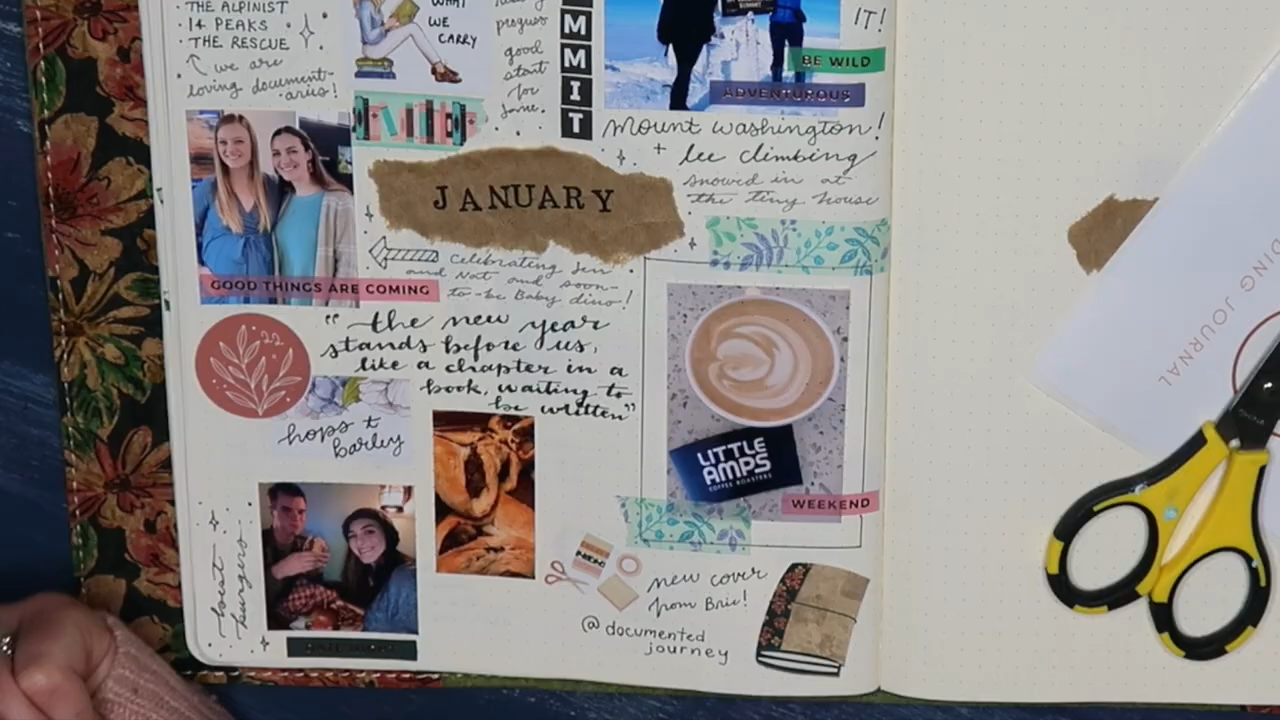 · THE ALPINIST
· 14 PEAKS
· THE RESCUE
we are
loving document-
aries!
WHAT
WE
CARRY
progress
good
start
for
June.
MMIT
IT!
BE WILD
ADVENTUROUS
Mount Washington!
+ Ice climbing
snowed in at
the tiny house
JANUARY
Celebrating Jen
and Nat and soon-
to-be Baby dino!
GOOD THINGS ARE COMING
"the new year
stands before us,
like a chapter in a
book, waiting to
be written"
22
hops &
barley
best
burgers
LITTLE
AMPS
COFFEE ROASTERS
WEEKEND
new cover
from Brie!
@documented
journey
DING JOURNAL